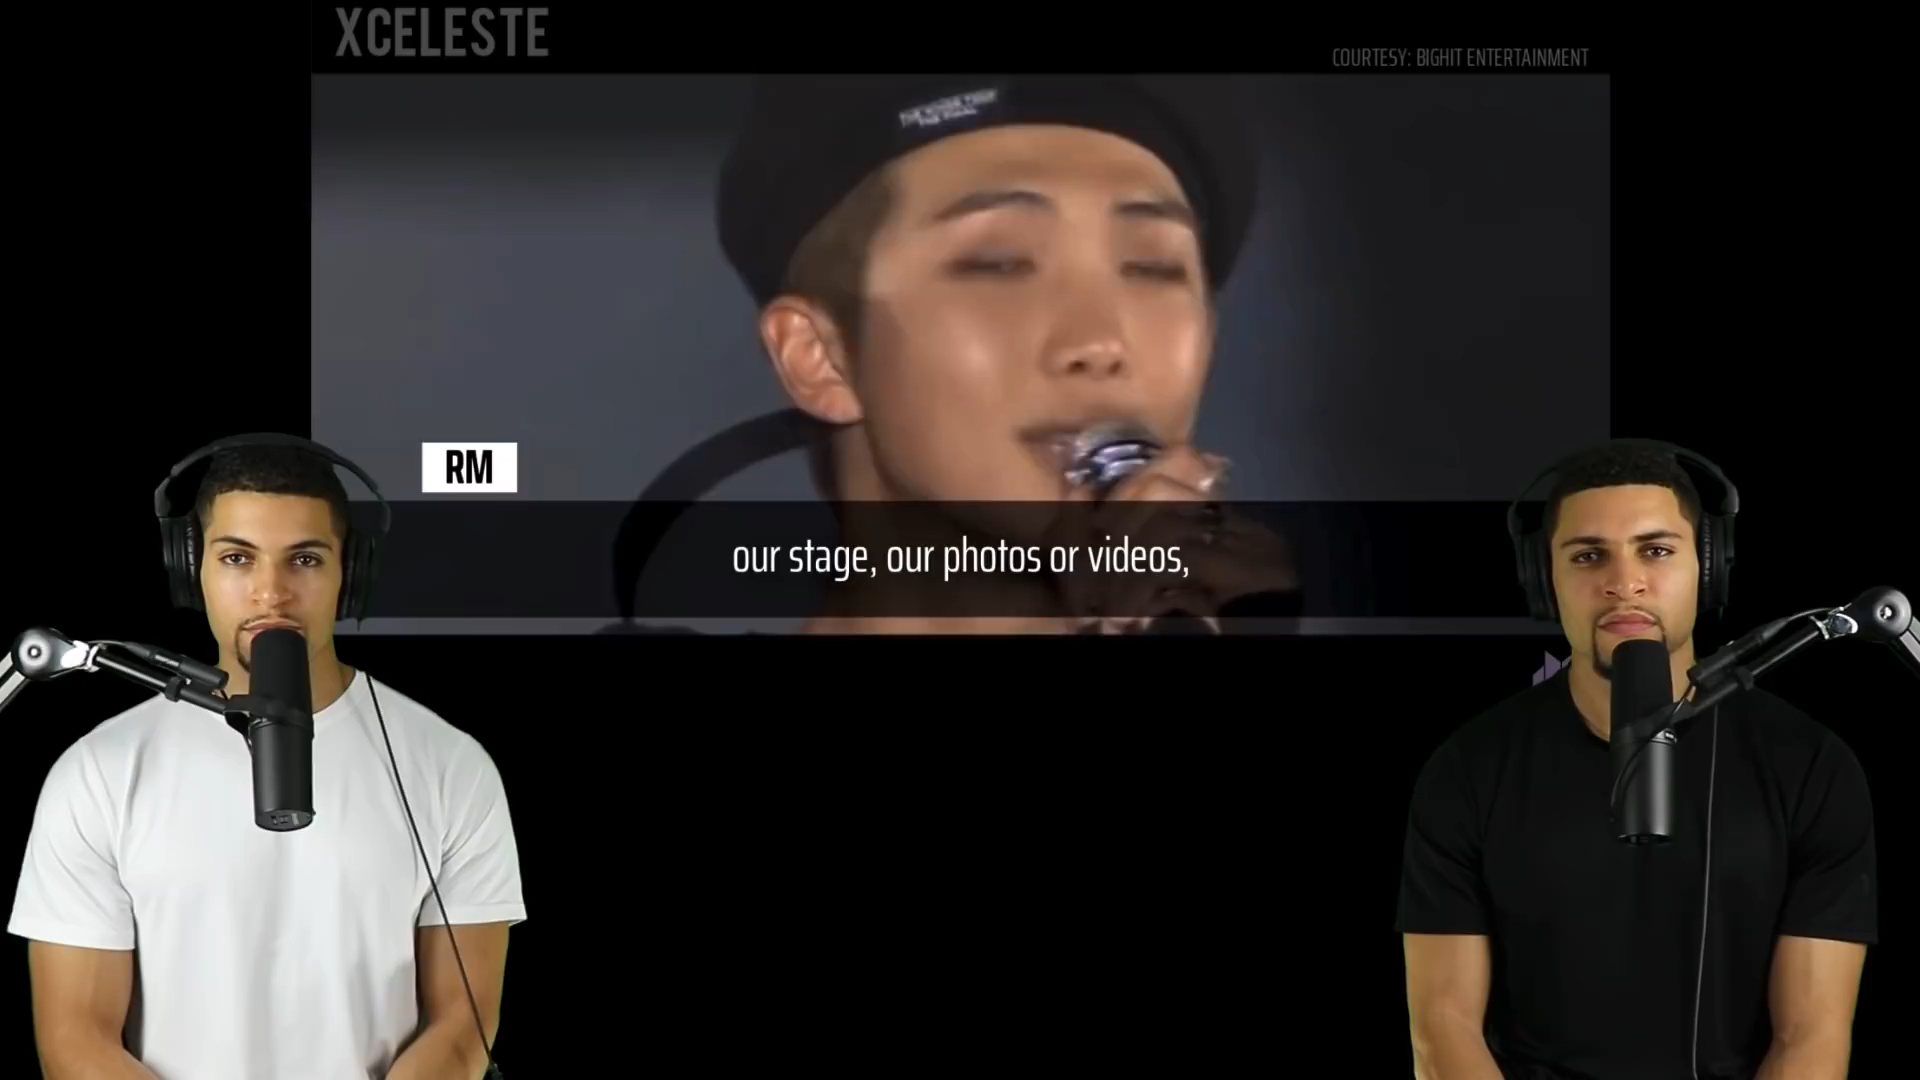 XCELESTE
COURTESY: BIGHIT ENTERTAINMENT
RM
our stage, our photos or videos,